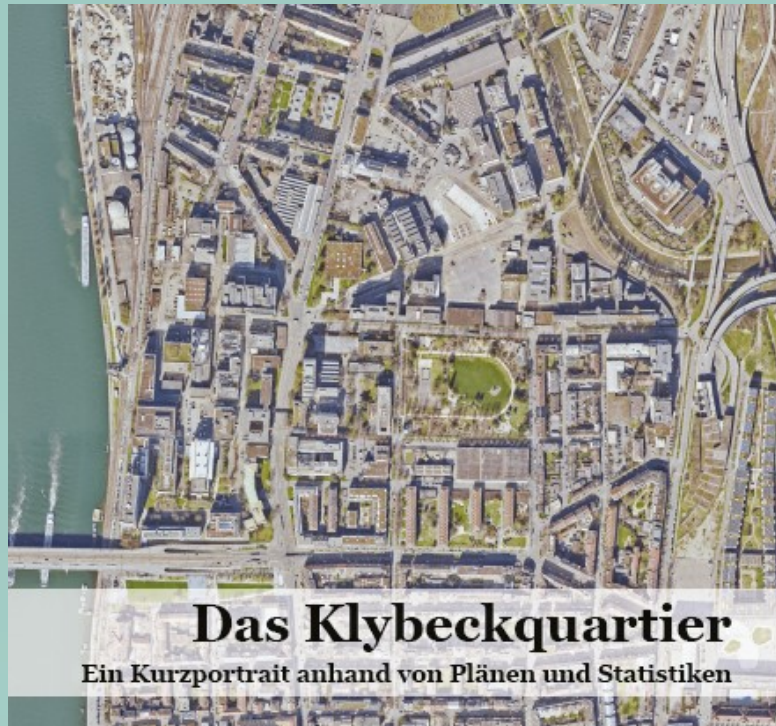 Das Klybeckquartier
Ein Kurzportrait anhand von Plänen und Statistiken